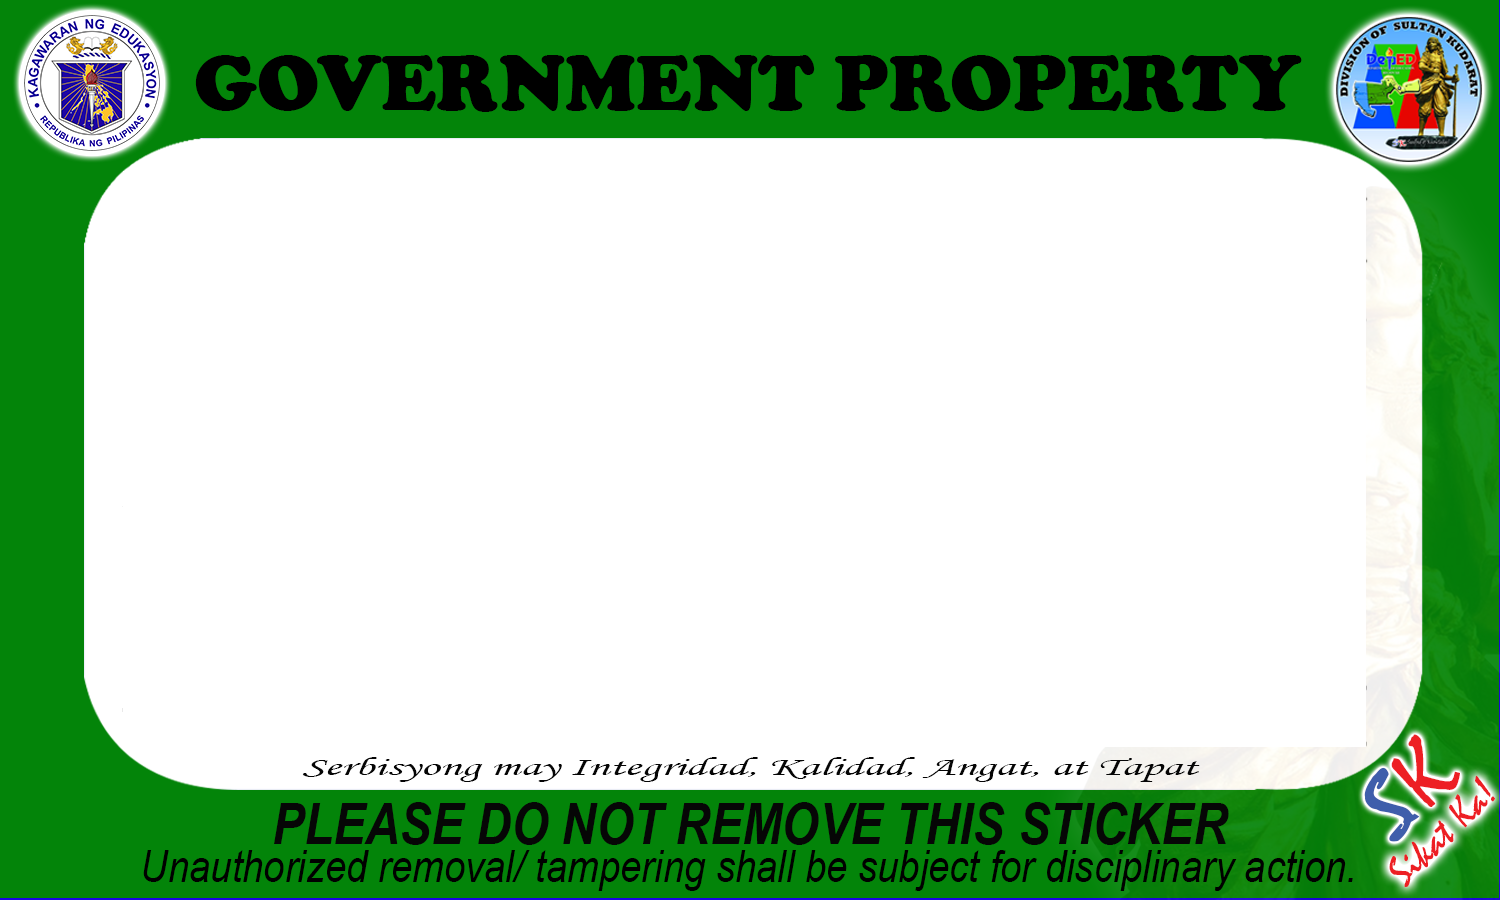 KAGAWARAN NG EDUKASYON
REPUBLIKA NG PILIPINAS
GOVERNMENT PROPERTY
DIVISION OF SULTAN KUDARAT
DepED
Serbisyong may Integridad, Kalidad, Angat, at Tapat
PLEASE DO NOT REMOVE THIS STICKER
Unauthorized removal/ tampering shall be subject for disciplinary action.
SK
Sikat Ka!